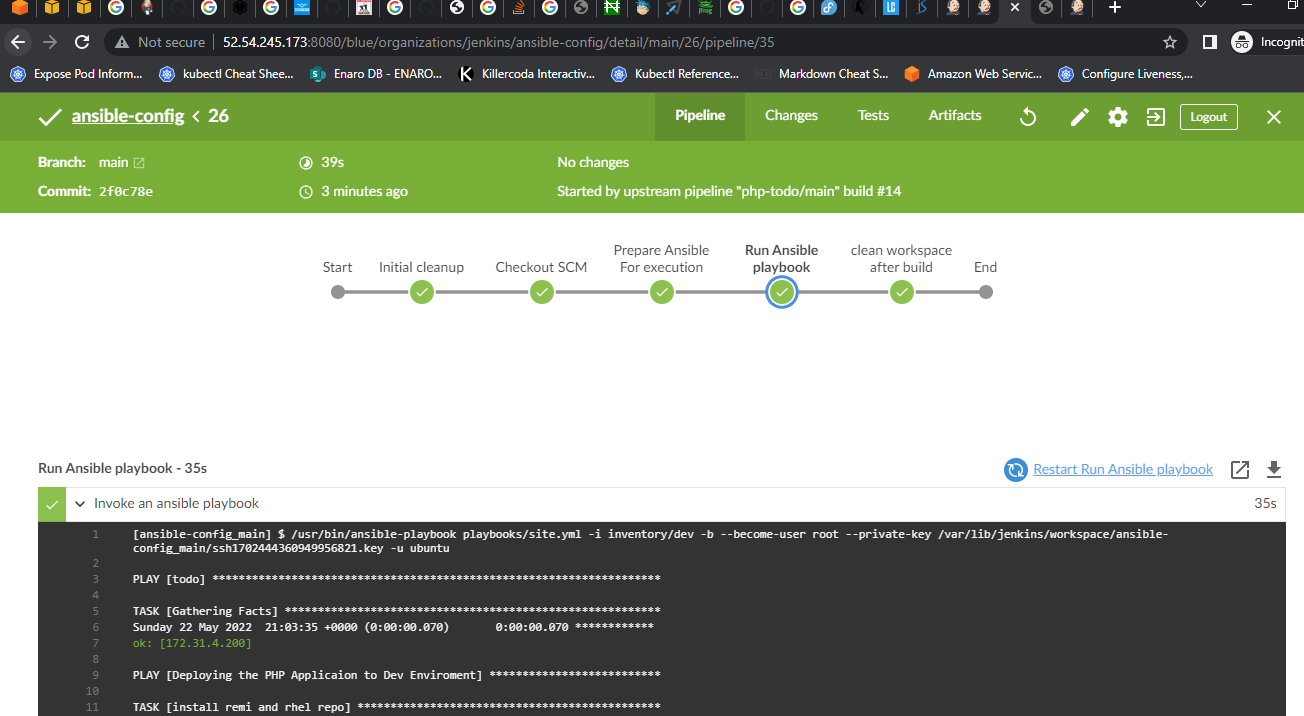 Not secure 52.54.245.173:8080/blue/organizations/jenkins/ansible-config/detail/main/26/pipeline/35 Incognit
Expose Pod Inform... kubectl Cheat Shee... Enaro DB - ENARO... Killercoda Interactiv... Kubectl Reference... Markdown Cheat S... Amazon Web Servic... Configure Liveness,...
ansible-config < 26 Pipeline Changes Tests Artifacts Logout
Branch: main 39s No changes
Commit: 2f0c78e 3 minutes ago Started by upstream pipeline "php-todo/main" build #14
Start Initial cleanup Checkout SCM Prepare Ansible For execution Run Ansible playbook clean workspace after build End
Run Ansible playbook - 35s Restart Run Ansible playbook
Invoke an ansible playbook 35s
1 [ansible-config_main] $ /usr/bin/ansible-playbook playbooks/site.yml -i inventory/dev -b --become-user root --private-key /var/lib/jenkins/workspace/ansible-
config_main/ssh1702444360949956821.key -u ubuntu
2
3 PLAY [todo] ********************************************************************
4
5 TASK [Gathering Facts] *********************************************************
6 Sunday 22 May 2022 21:03:35 +0000 (0:00:00.070) 0:00:00.070 ************
7 ok: [172.31.4.200]
8
9 PLAY [Deploying the PHP Applicaion to Dev Enviroment] **************************
10
11 TASK [install remi and rhel repo] **********************************************